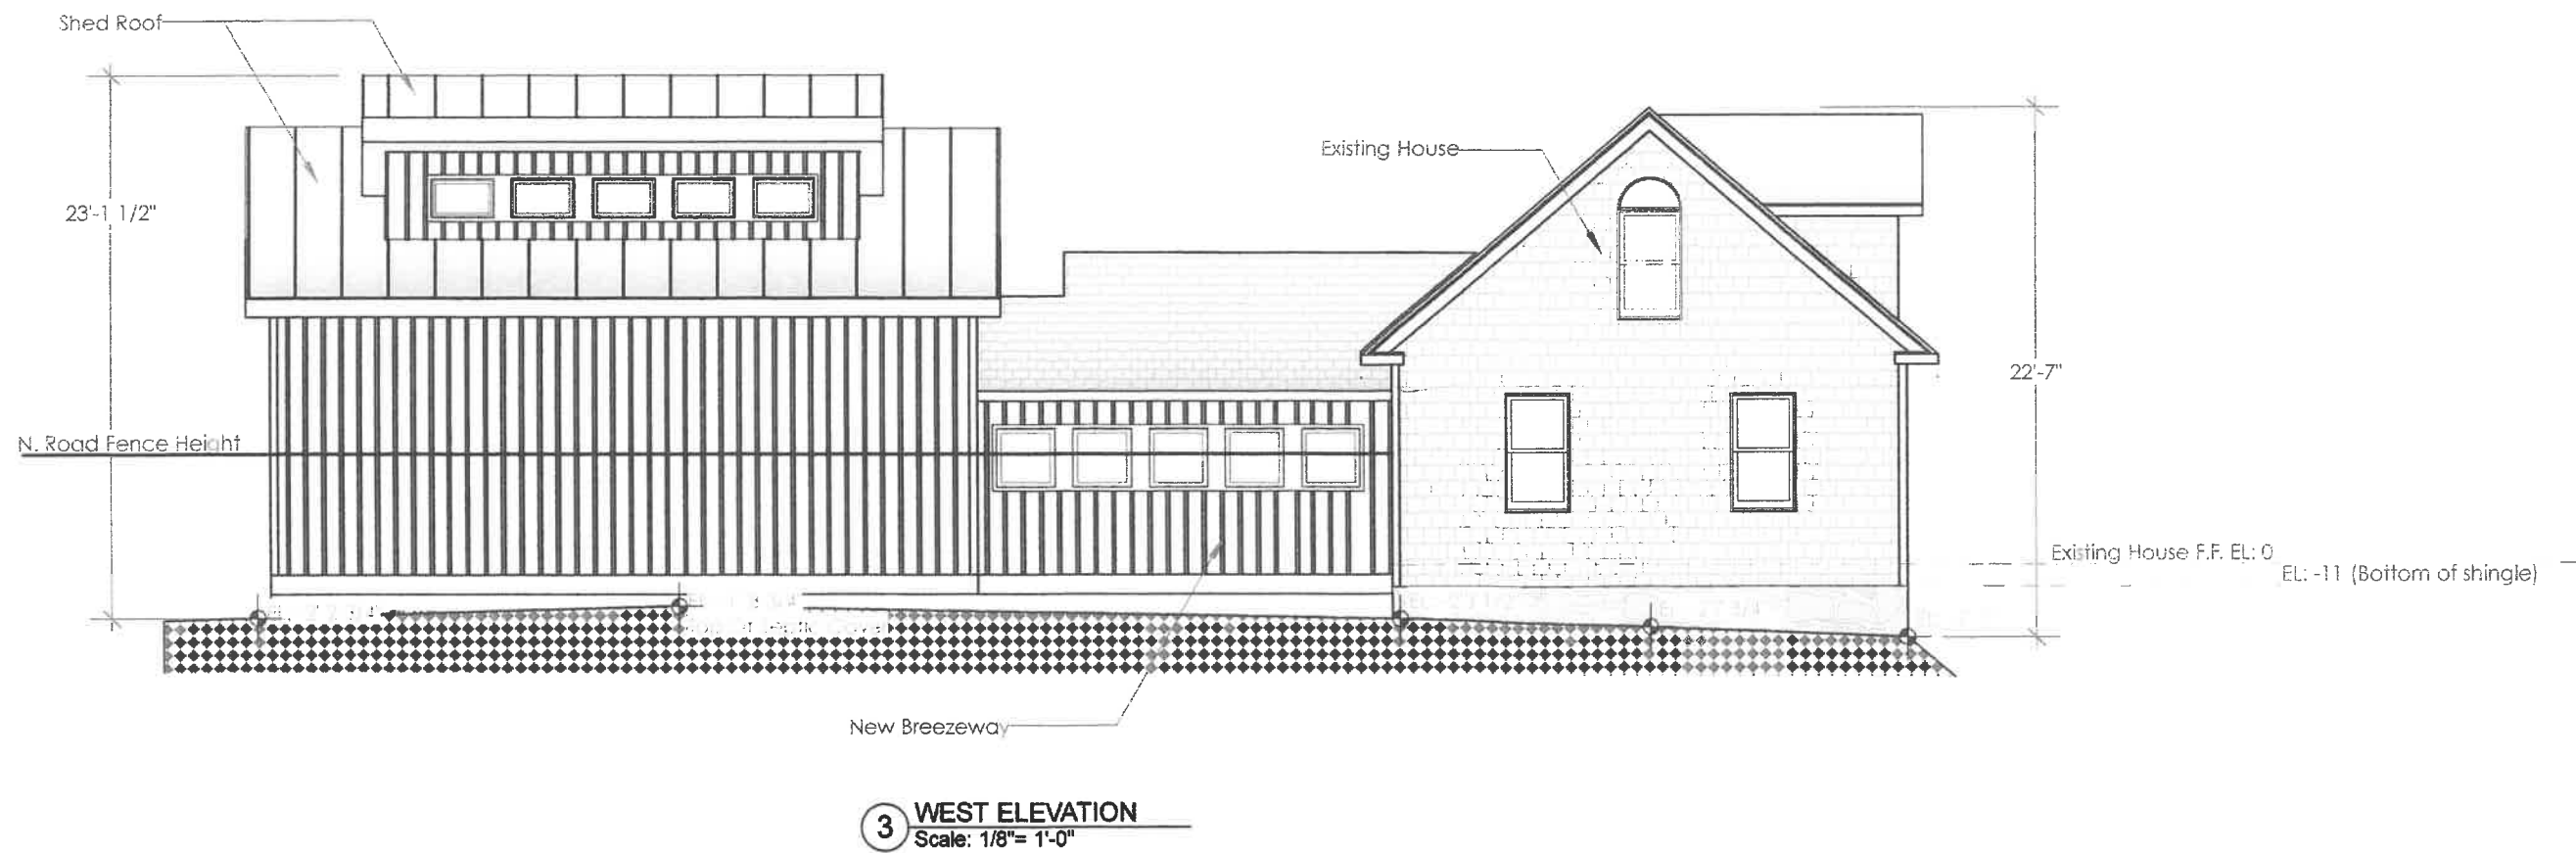 Shed Roof
23'-1 1/2"
Existing House
22'-7"
N. Road Fence Height
Existing House F.F. EL: 0
EL: -11 (Bottom of shingle)
New Breezeway
3
WEST ELEVATION
Scale: 1/8"= 1'-0"